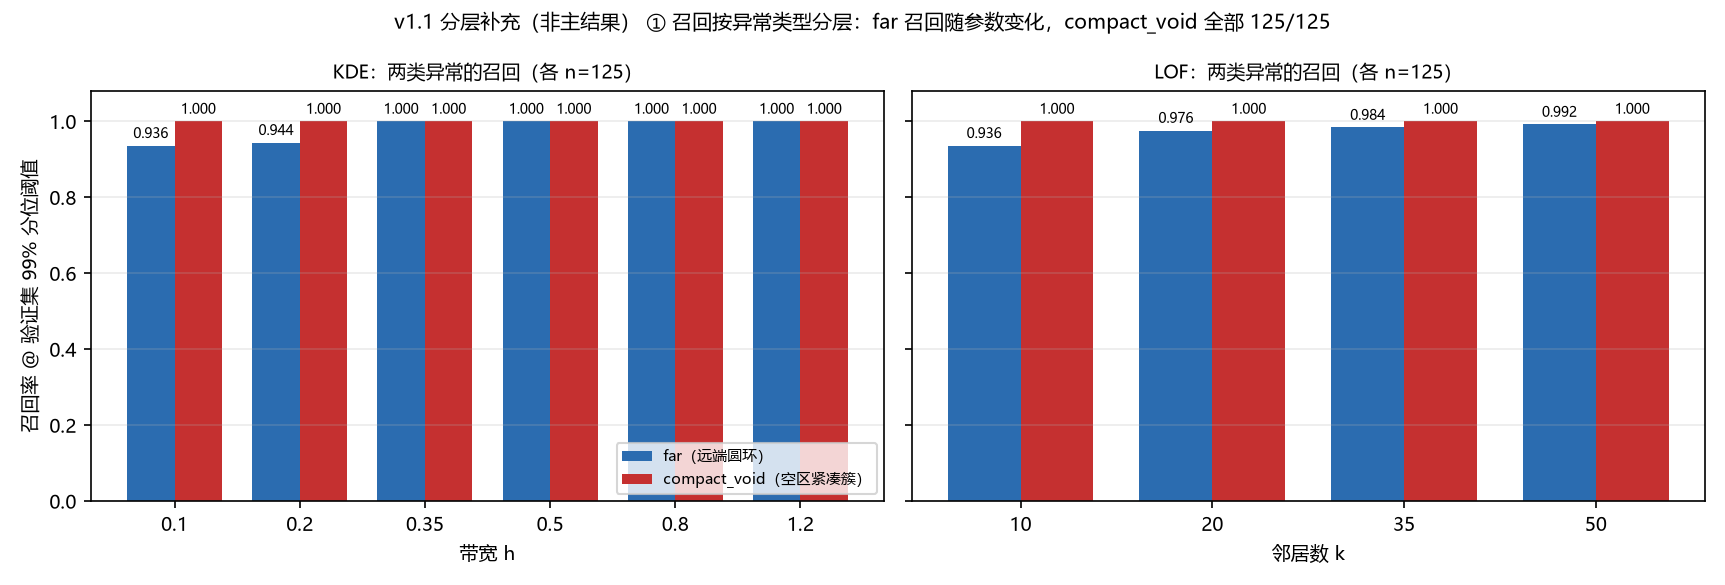 v1.1 分层补充（非主结果） ① 召回按异常类型分层：far 召回随参数变化，compact_void 全部 125/125
KDE：两类异常的召回（各 n=125）
召回率 @ 验证集 99% 分位阈值
1.0
0.8
0.6
0.4
0.2
0.0
0.936 1.000 0.944 1.000 1.000 1.000 1.000 1.000 1.000 1.000 1.000 1.000
far（远端圆环）
compact_void（空区紧凑簇）
0.1 0.2 0.35 0.5 0.8 1.2
带宽 h
LOF：两类异常的召回（各 n=125）
0.936 1.000 0.976 1.000 0.984 1.000 0.992 1.000
10 20 35 50
邻居数 k